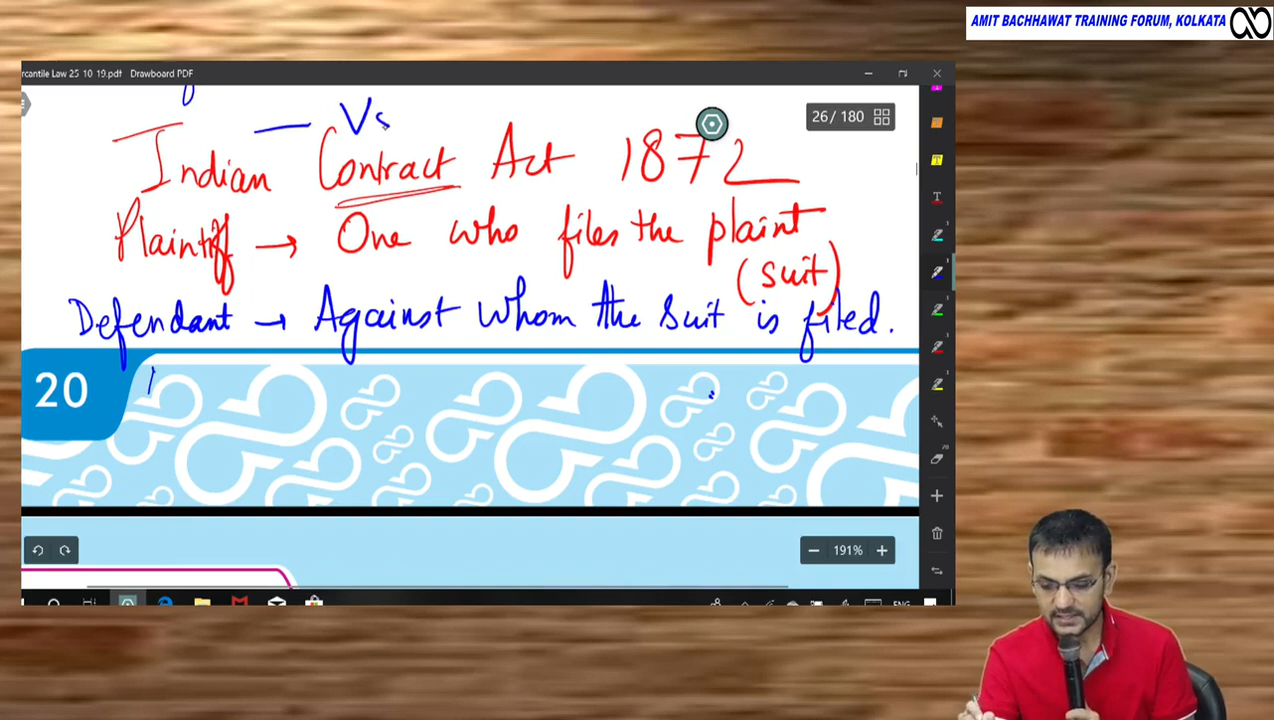 AMIT BACHHAWAT TRAINING FORUM, KOLKATA
rcantile Law 25 10 19.pdf Drawboard PDF
26 / 180
— Vs
Indian Contract Act 1872
Plaintiff → One who files the plaint
(suit)
Defendant → Against whom the suit is filed.
20
191%
ENG